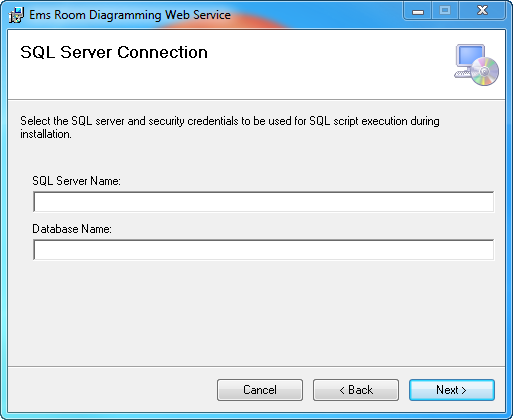 Ems Room Diagramming Web Service
SQL Server Connection
Select the SQL server and security credentials to be used for SQL script execution during
installation.
SQL Server Name:
Database Name:
Cancel
< Back
Next >